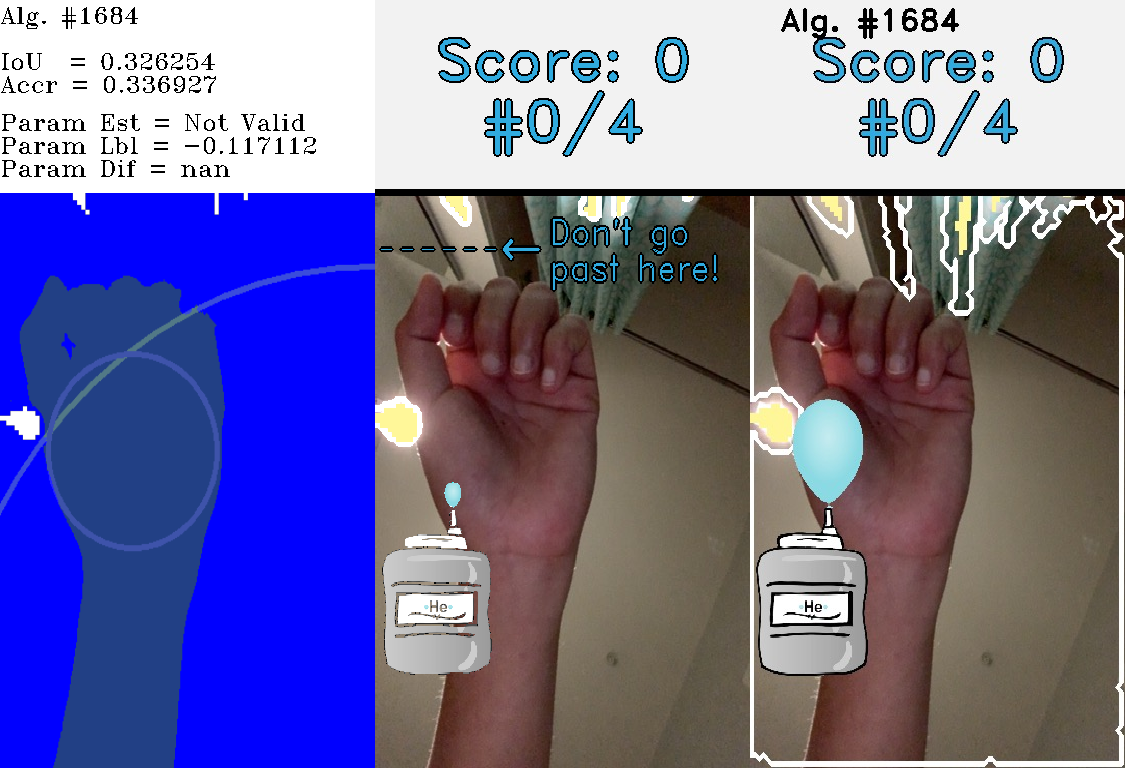 Alg. #1684
IoU = 0.326254
Accr = 0.336927
Param Est = Not Valid
Param Lbl = −0.117112
Param Dif = nan
Score: 0
#0/4
Don't go
past here!
He
Alg. #1684
Score: 0
#0/4
He